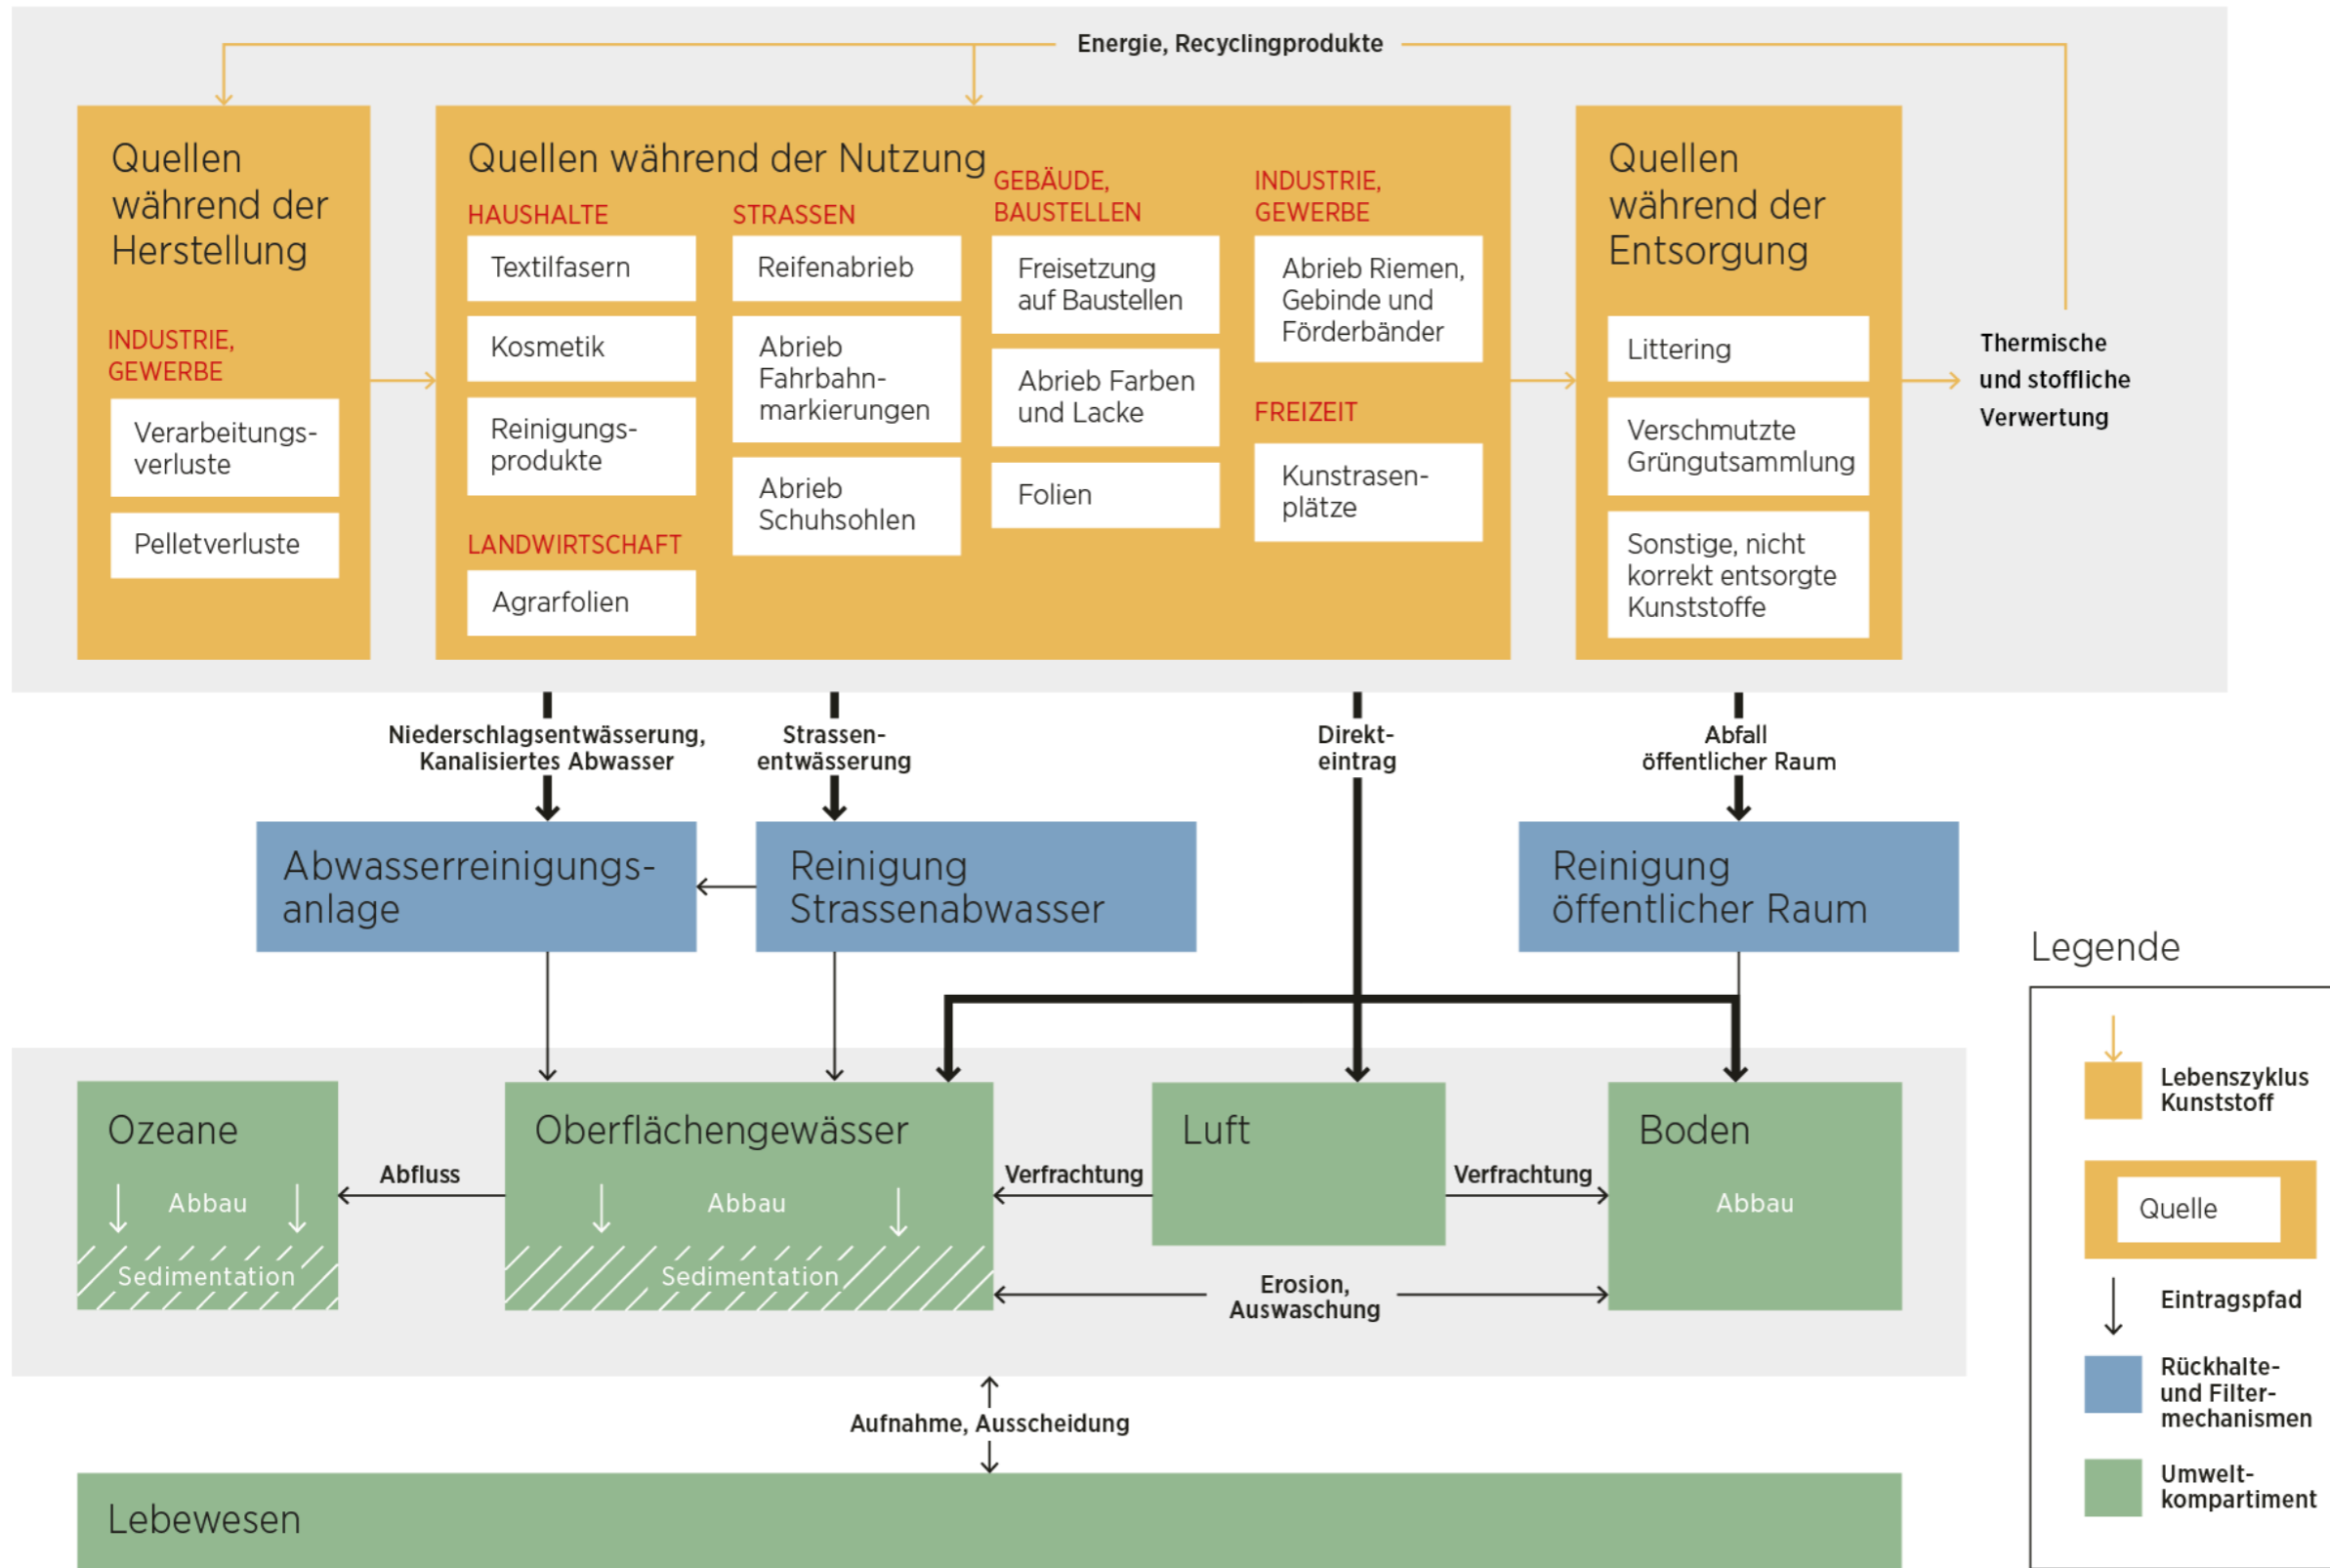 Energie, Recyclingprodukte
Quellen
während der
Herstellung
INDUSTRIE,
GEWERBE
Verarbeitungs-
verluste
Pelletverluste
Quellen während der Nutzung
HAUSHALTE
Textilfasern
Kosmetik
Reinigungs-
produkte
LANDWIRTSCHAFT
Agrarfolien
STRASSEN
Reifenabrieb
Abrieb
Fahrbahn-
markierungen
Abrieb
Schuhsohlen
GEBÄUDE,
BAUSTELLEN
Freisetzung
auf Baustellen
Abrieb Farben
und Lacke
Folien
INDUSTRIE,
GEWERBE
Abrieb Riemen,
Gebinde und
Förderbänder
FREIZEIT
Kunstrasen-
plätze
Quellen
während der
Entsorgung
Littering
Verschmutzte
Grüngutsammlung
Sonstige, nicht
korrekt entsorgte
Kunststoffe
Thermische
und stoffliche
Verwertung
Niederschlagsentwässerung,
Kanalisiertes Abwasser
Strassen-
entwässerung
Direkt-
eintrag
Abfall
öffentlicher Raum
Abwasserreinigungs-
anlage
Reinigung
Strassenabwasser
Reinigung
öffentlicher Raum
Ozeane
Abbau
Sedimentation
Abfluss
Oberflächengewässer
Abbau
Sedimentation
Verfrachtung
Luft
Verfrachtung
Boden
Abbau
Erosion,
Auswaschung
Aufnahme, Ausscheidung
Lebewesen
Legende
Lebenszyklus
Kunststoff
Quelle
Eintragspfad
Rückhalte-
und Filter-
mechanismen
Umwelt-
kompartiment